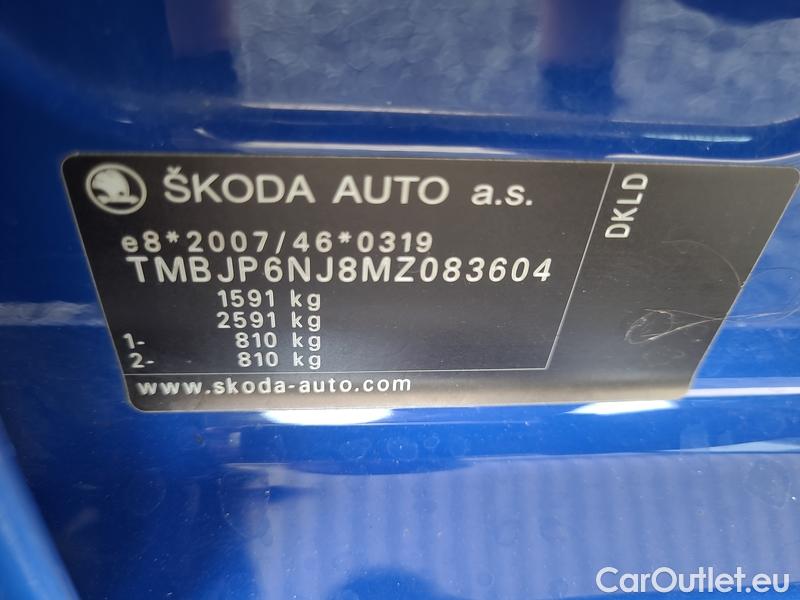 ŠKODA AUTO a.s.
DKLD
e8*2007/46*0319
TMBJP6NJ8MZ083604
1591 kg
2591 kg
1- 810 kg
2- 810 kg
www.skoda-auto.com
CarOutlet.eu